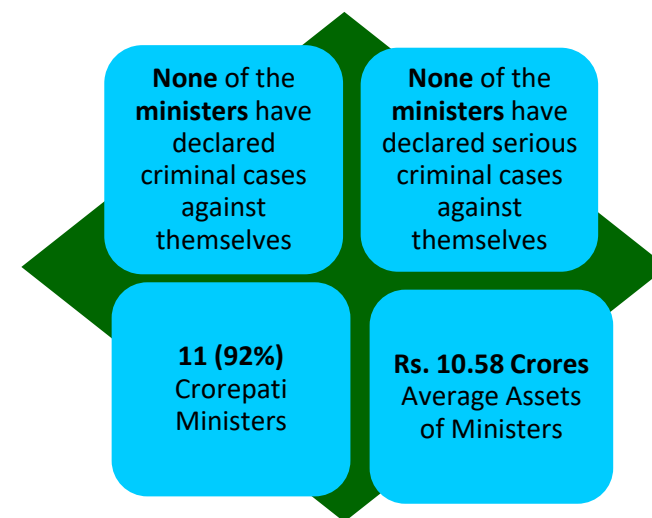 None of the
ministers have
declared
criminal cases
against
themselves
None of the
ministers have
declared serious
criminal cases
against
themselves
11 (92%)
Crorepati
Ministers
Rs. 10.58 Crores
Average Assets
of Ministers